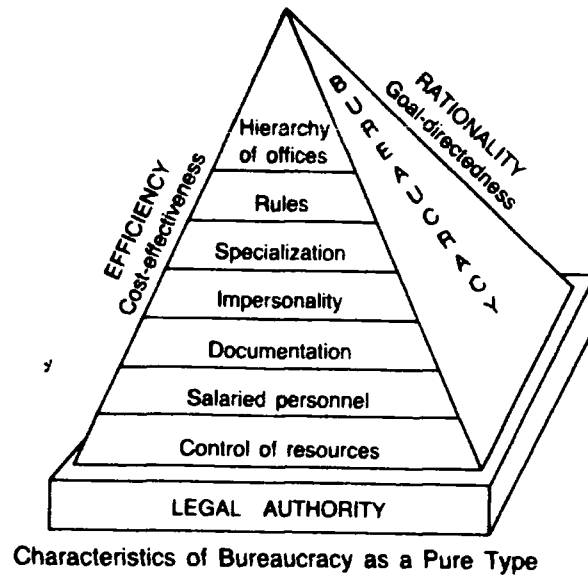 Hierarchy
of offices
Rules
Specialization
Impersonality
Documentation
Salaried personnel
Control of resources
LEGAL AUTHORITY
EFFICIENCY
Cost-effectiveness
BUREAUCRACY
RATIONALITY
Goal-directedness
y
Characteristics of Bureaucracy as a Pure Type